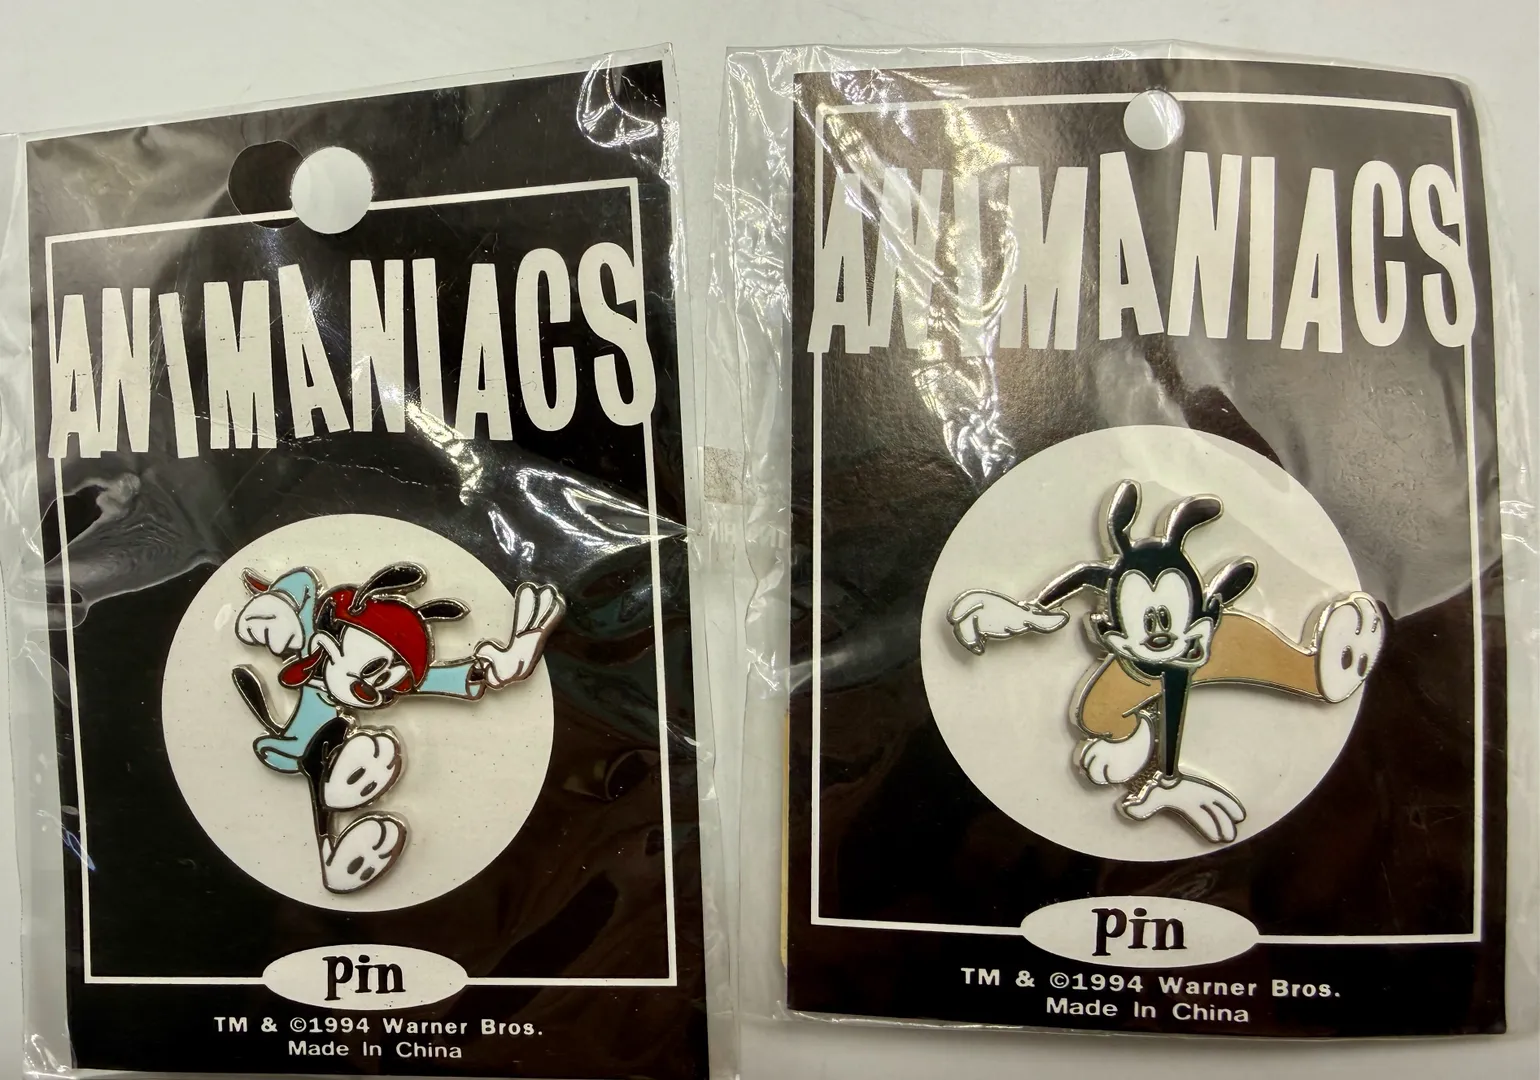 ANIMANIACS
pin
TM & ©1994 Warner Bros.
Made In China
ANIMANIACS
pin
TM & ©1994 Warner Bros.
Made In China